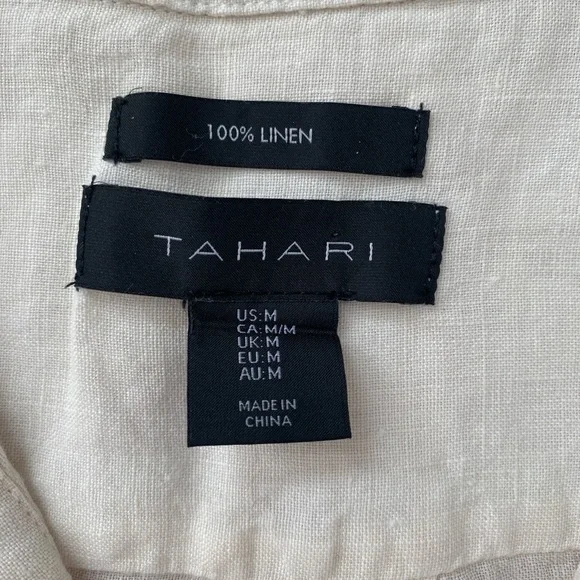 100% LINEN
TAHARI
US:M
CA:M/M
UK:M
EU:M
AU:M
MADE IN
CHINA